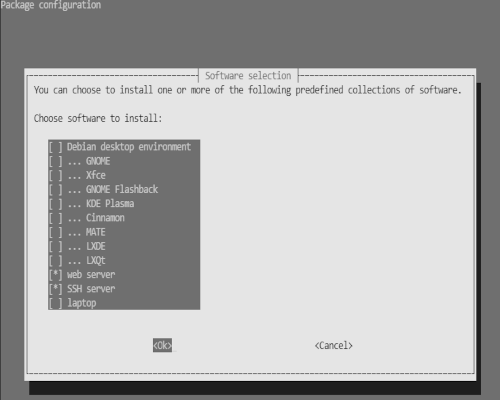 Package configuration
Software selection
You can choose to install one or more of the following predefined collections of software.
Choose software to install:
[ ] Debian desktop environment
[ ] ... GNOME
[ ] ... Xfce
[ ] ... GNOME Flashback
[ ] ... KDE Plasma
[ ] ... Cinnamon
[ ] ... MATE
[ ] ... LXDE
[ ] ... LXQt
[*] web server
[*] SSH server
[ ] laptop
<Ok> <Cancel>